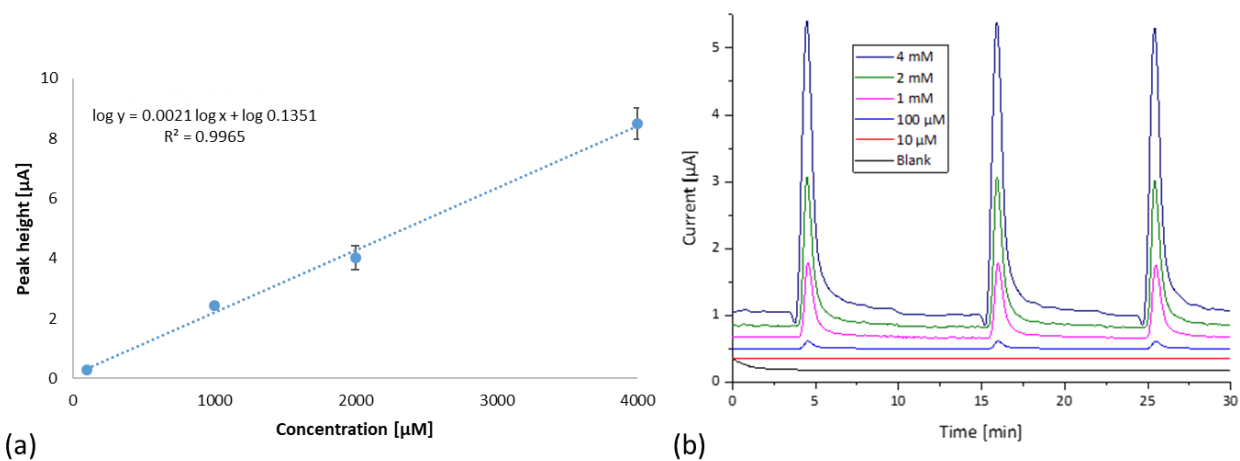 10
8
6
4
2
0
0
1000
2000
3000
4000
log y = 0.0021 log x + log 0.1351
R² = 0.9965
Peak height [µA]
Concentration [µM]
(a)
5
4
3
2
1
0
0
5
10
15
20
25
30
4 mM
2 mM
1 mM
100 µM
10 µM
Blank
Current [µA]
Time [min]
(b)